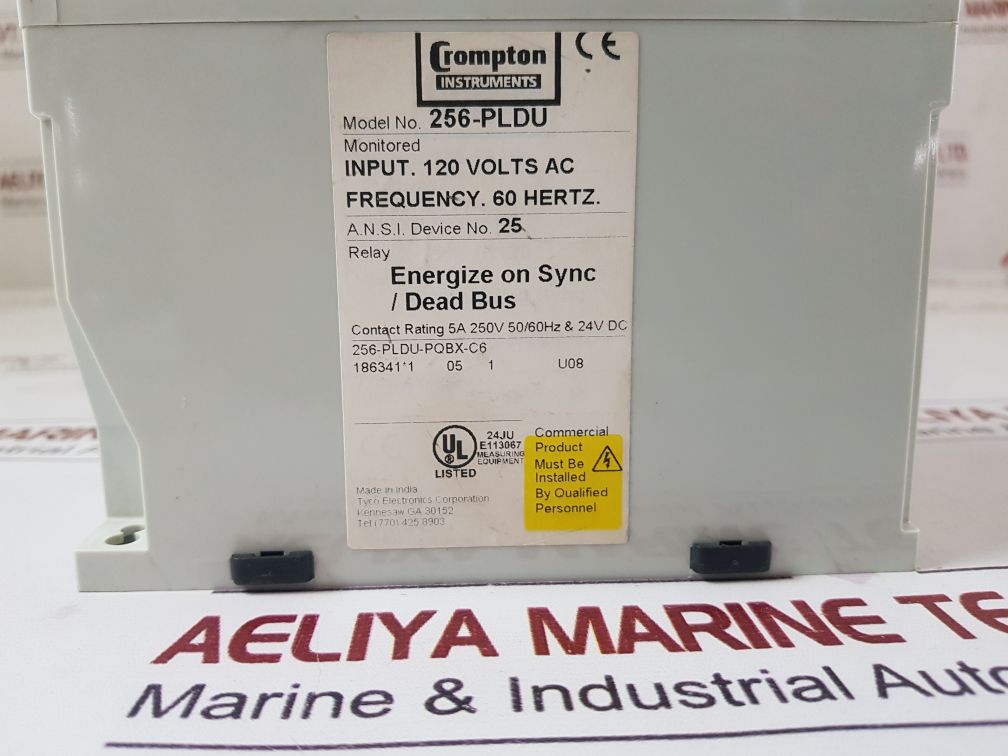 Crompton
INSTRUMENTS
CE
Model No. 256-PLDU
Monitored
INPUT. 120 VOLTS AC
FREQUENCY. 60 HERTZ.
A.N.S.I. Device No. 25
Relay
Energize on Sync
/ Dead Bus
Contact Rating 5A 250V 50/60Hz & 24V DC
256-PLDU-PQBX-C6
186341*1 05 1 U08
UL
LISTED
24JU
E113067
MEASURING
EQUIPMENT
Commercial
Product
Must Be
Installed
By Qualified
Personnel
Made in India
Tyco Electronics Corporation
Kennesaw GA 30152
Tel (770) 425 8903
AELIYA MARINE TE
Marine & Industrial Auto